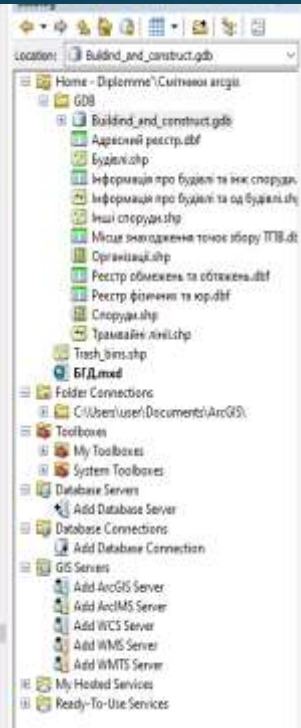 Location:
Buildind_and_construct.gdb
Home - Diplomme\Смітники arcgis
GDB
Buildind_and_construct.gdb
Адресний реєстр.dbf
Будівлі.shp
Інформація про будівлі та інж споруди.
Інформація про будівлі та од будівлі.shp
Інші споруди.shp
Місце знаходження точок збору ТПВ.db
Організації.shp
Реєстр обмежень та обтяжень.dbf
Реєстр фізичних та юр.dbf
Споруди.shp
Трамвайні лінії.shp
Trash_bins.shp
БГД.mxd
Folder Connections
C:\Users\user\Documents\ArcGIS\
Toolboxes
My Toolboxes
System Toolboxes
Database Servers
Add Database Server
Database Connections
Add Database Connection
GIS Servers
Add ArcGIS Server
Add ArcIMS Server
Add WCS Server
Add WMS Server
Add WMTS Server
My Hosted Services
Ready-To-Use Services